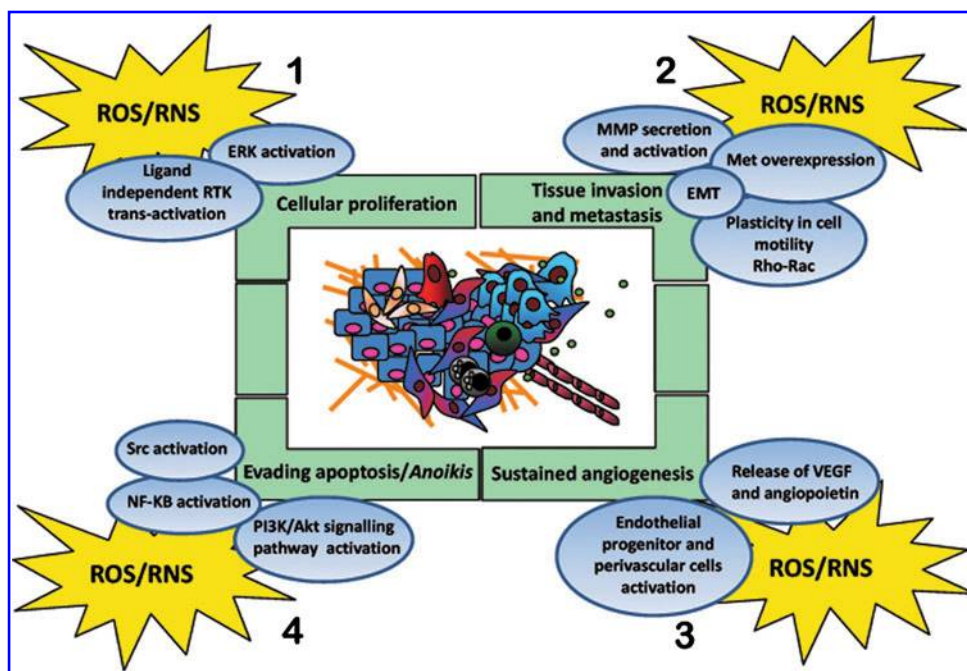 1
ROS/RNS
ERK activation
Ligand
independent RTK
trans-activation
Cellular proliferation
2
ROS/RNS
MMP secretion
and activation
Met overexpression
EMT
Plasticity in cell
motility
Rho-Rac
Tissue invasion
and metastasis
Src activation
NF-KB activation
PI3K/Akt signalling
pathway activation
Evading apoptosis/Anoikis
ROS/RNS
4
Sustained angiogenesis
Release of VEGF
and angiopoietin
Endothelial
progenitor and
perivascular cells
activation
ROS/RNS
3